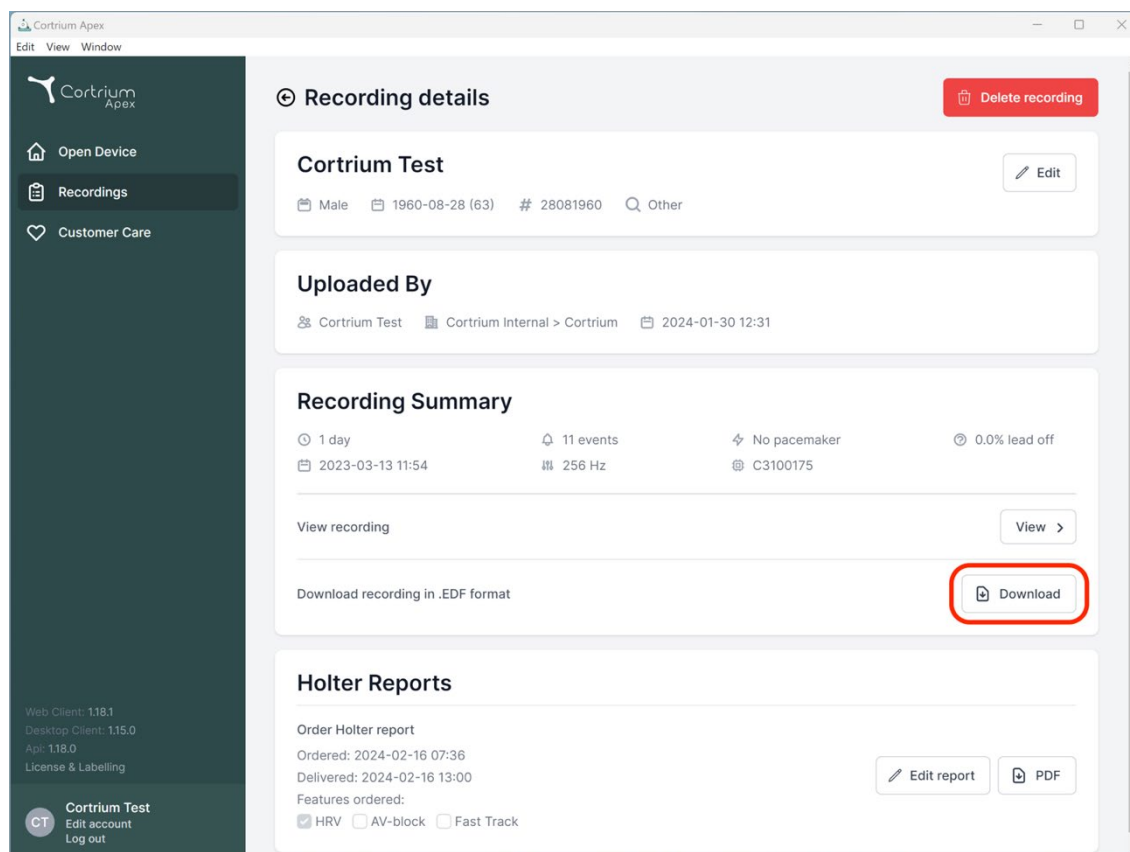 Cortrium Apex
Edit View Window
Cortrium
Apex
Open Device
Recordings
Customer Care
Web Client: 1.18.1
Desktop Client: 1.15.0
Api: 1.18.0
License & Labelling
CT
Cortrium Test
Edit account
Log out
Recording details
Delete recording
Cortrium Test
Edit
Male 1960-08-28 (63) # 28081960 Other
Uploaded By
Cortrium Test Cortrium Internal > Cortrium 2024-01-30 12:31
Recording Summary
1 day 11 events No pacemaker 0.0% lead off
2023-03-13 11:54 256 Hz C3100175
View recording
View >
Download recording in .EDF format
Download
Holter Reports
Order Holter report
Ordered: 2024-02-16 07:36
Delivered: 2024-02-16 13:00
Features ordered:
HRV AV-block Fast Track
Edit report PDF